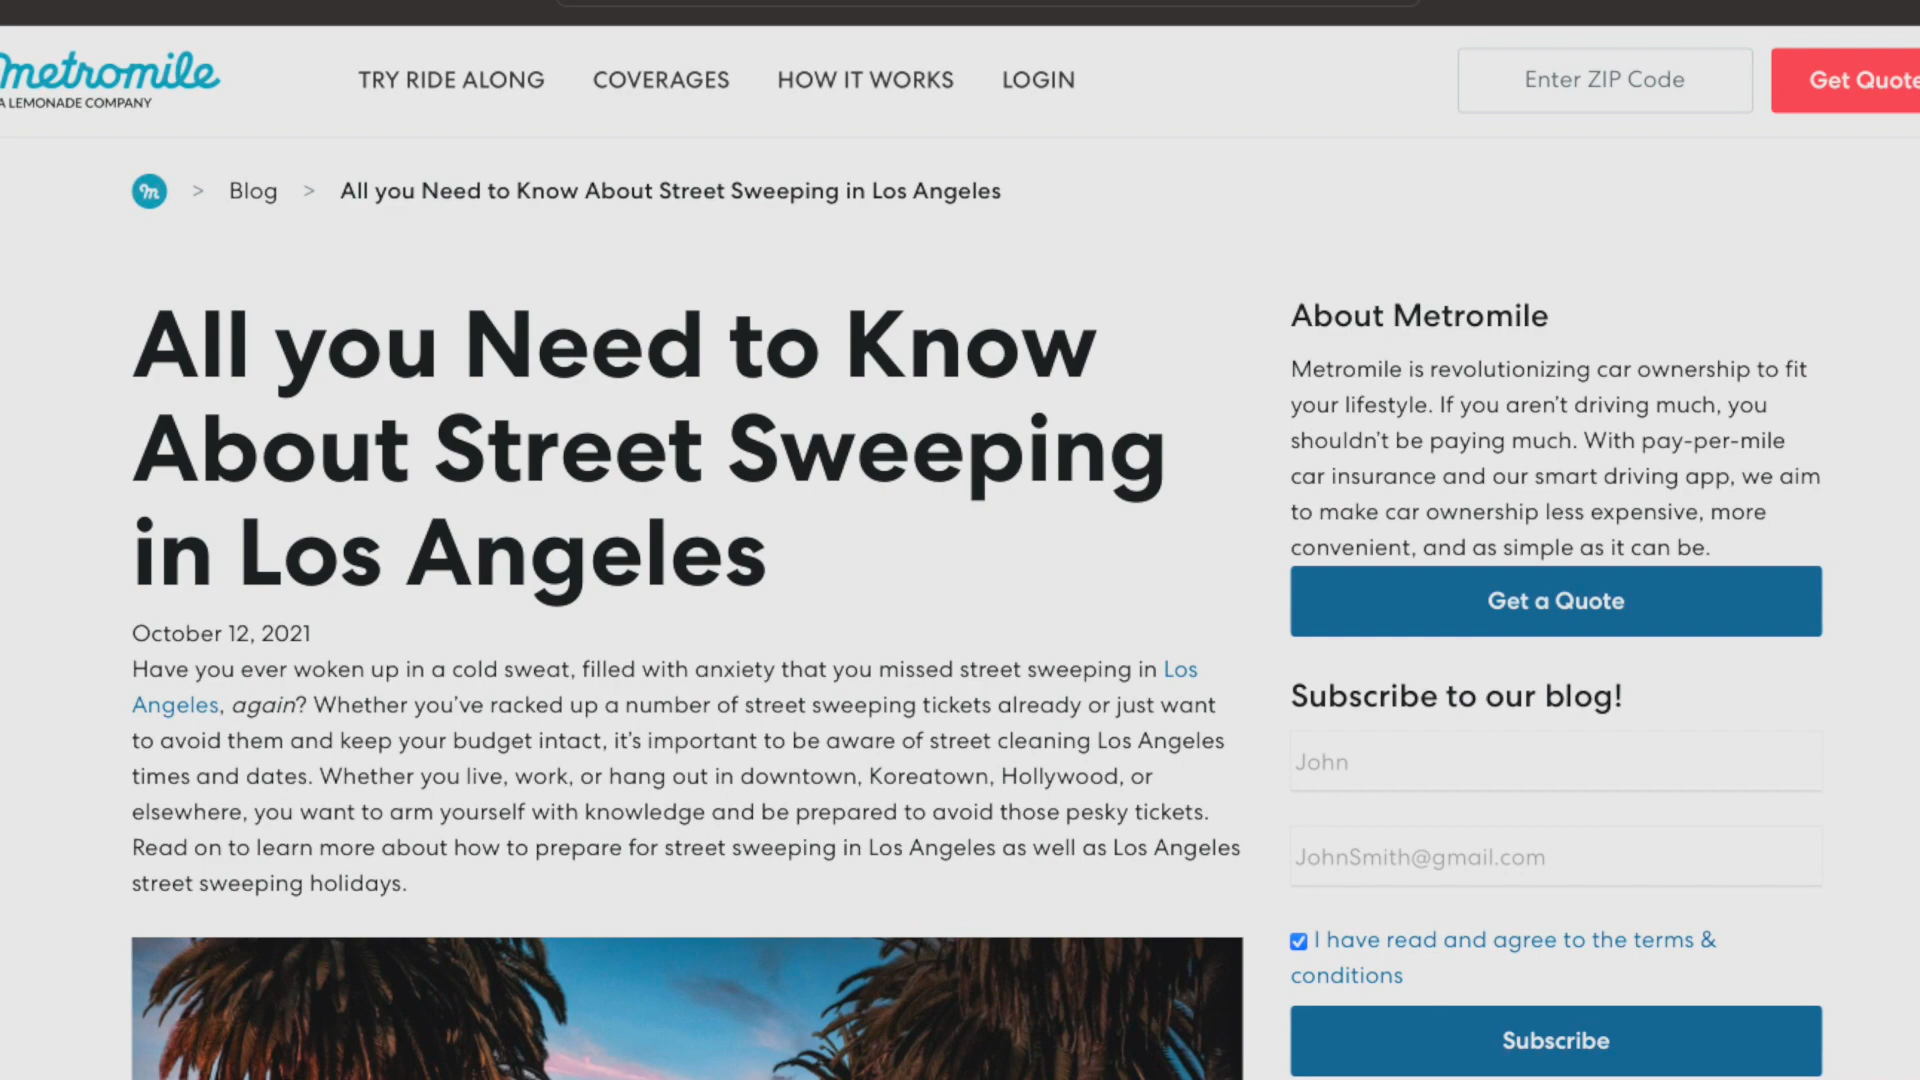 metromile
A LEMONADE COMPANY
TRY RIDE ALONG
COVERAGES
HOW IT WORKS
LOGIN
Enter ZIP Code
Get Quote
m > Blog > All you Need to Know About Street Sweeping in Los Angeles
All you Need to Know
About Street Sweeping
in Los Angeles
October 12, 2021
Have you ever woken up in a cold sweat, filled with anxiety that you missed street sweeping in Los
Angeles, again? Whether you’ve racked up a number of street sweeping tickets already or just want
to avoid them and keep your budget intact, it’s important to be aware of street cleaning Los Angeles
times and dates. Whether you live, work, or hang out in downtown, Koreatown, Hollywood, or
elsewhere, you want to arm yourself with knowledge and be prepared to avoid those pesky tickets.
Read on to learn more about how to prepare for street sweeping in Los Angeles as well as Los Angeles
street sweeping holidays.
About Metromile
Metromile is revolutionizing car ownership to fit
your lifestyle. If you aren’t driving much, you
shouldn’t be paying much. With pay-per-mile
car insurance and our smart driving app, we aim
to make car ownership less expensive, more
convenient, and as simple as it can be.
Get a Quote
Subscribe to our blog!
John
JohnSmith@gmail.com
I have read and agree to the terms &
conditions
Subscribe